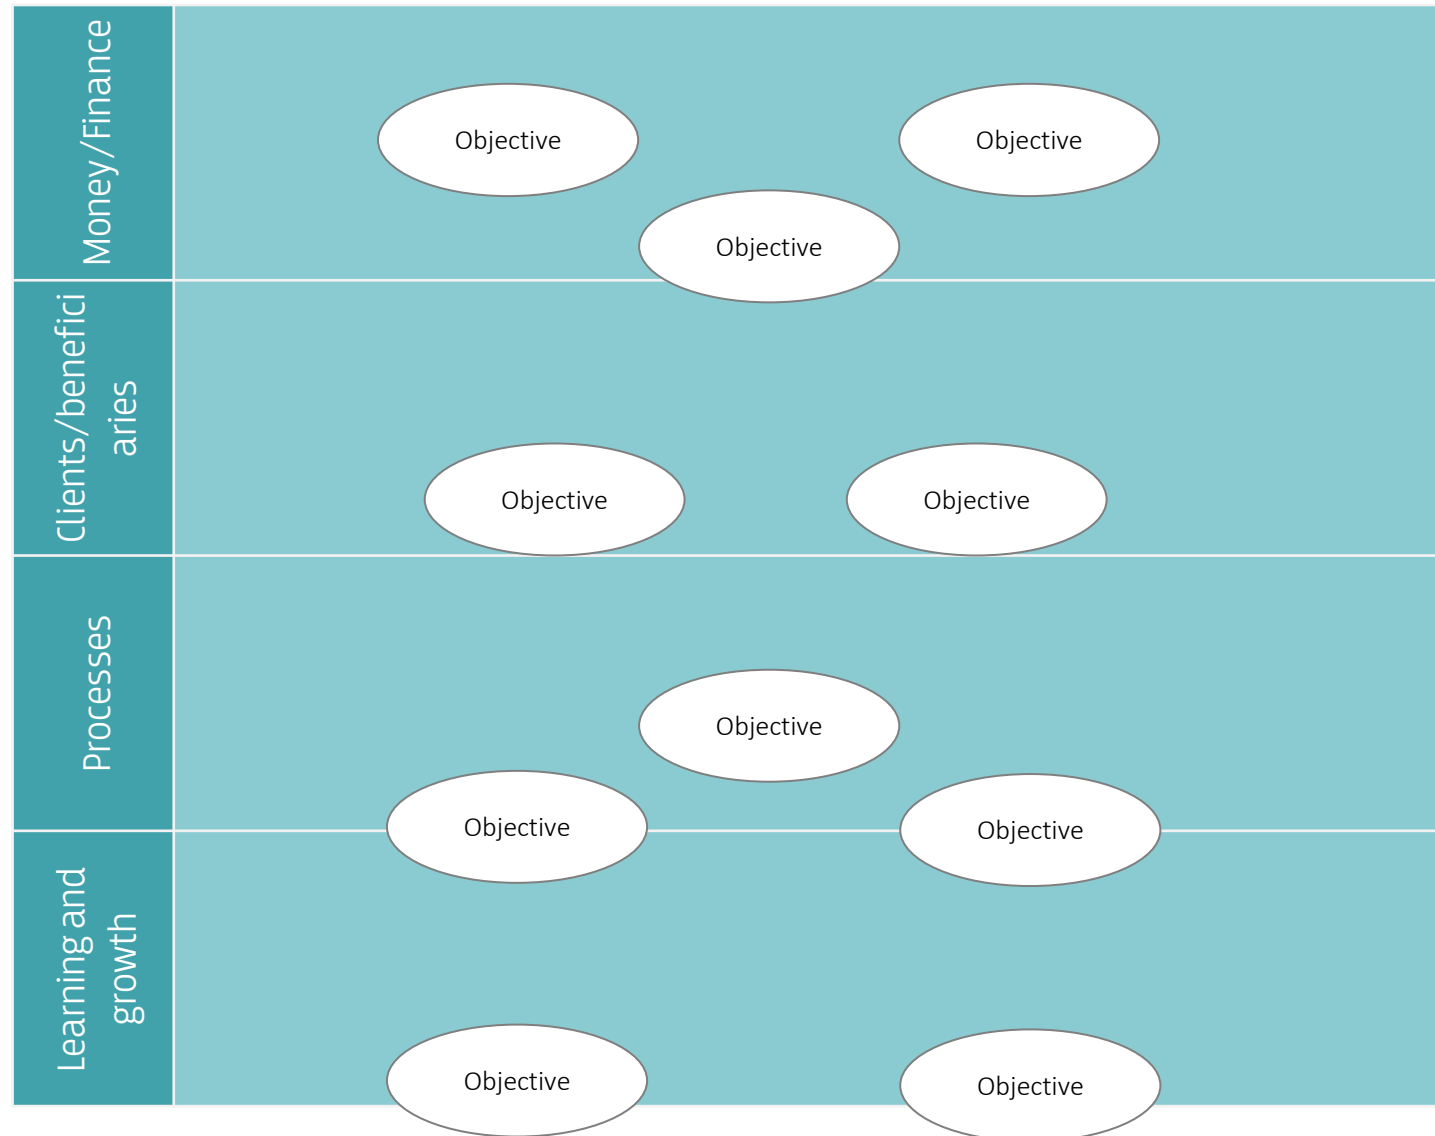 Money/Finance
Objective
Objective
Objective
Clients/benefici
aries
Objective
Objective
Processes
Objective
Objective
Objective
Learning and
growth
Objective
Objective